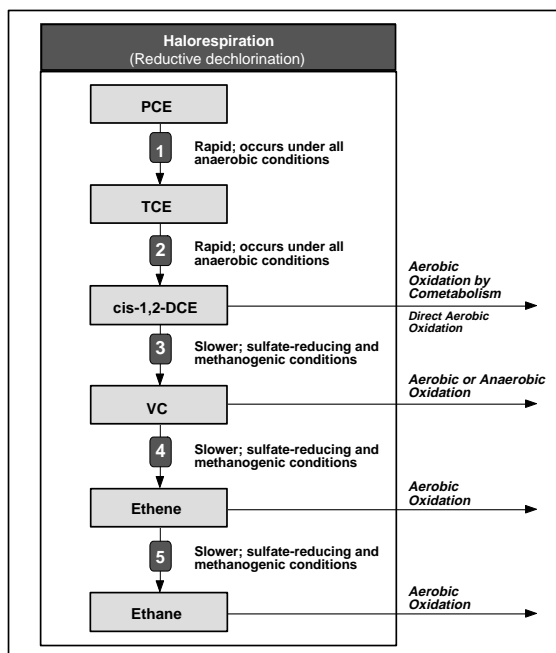 Halorespiration
(Reductive dechlorination)
PCE
1
Rapid; occurs under all
anaerobic conditions
TCE
2
Rapid; occurs under all
anaerobic conditions
cis-1,2-DCE
Aerobic
Oxidation by
Cometabolism
Direct Aerobic
Oxidation
3
Slower; sulfate-reducing and
methanogenic conditions
VC
Aerobic or Anaerobic
Oxidation
4
Slower; sulfate-reducing and
methanogenic conditions
Ethene
Aerobic
Oxidation
5
Slower; sulfate-reducing and
methanogenic conditions
Ethane
Aerobic
Oxidation